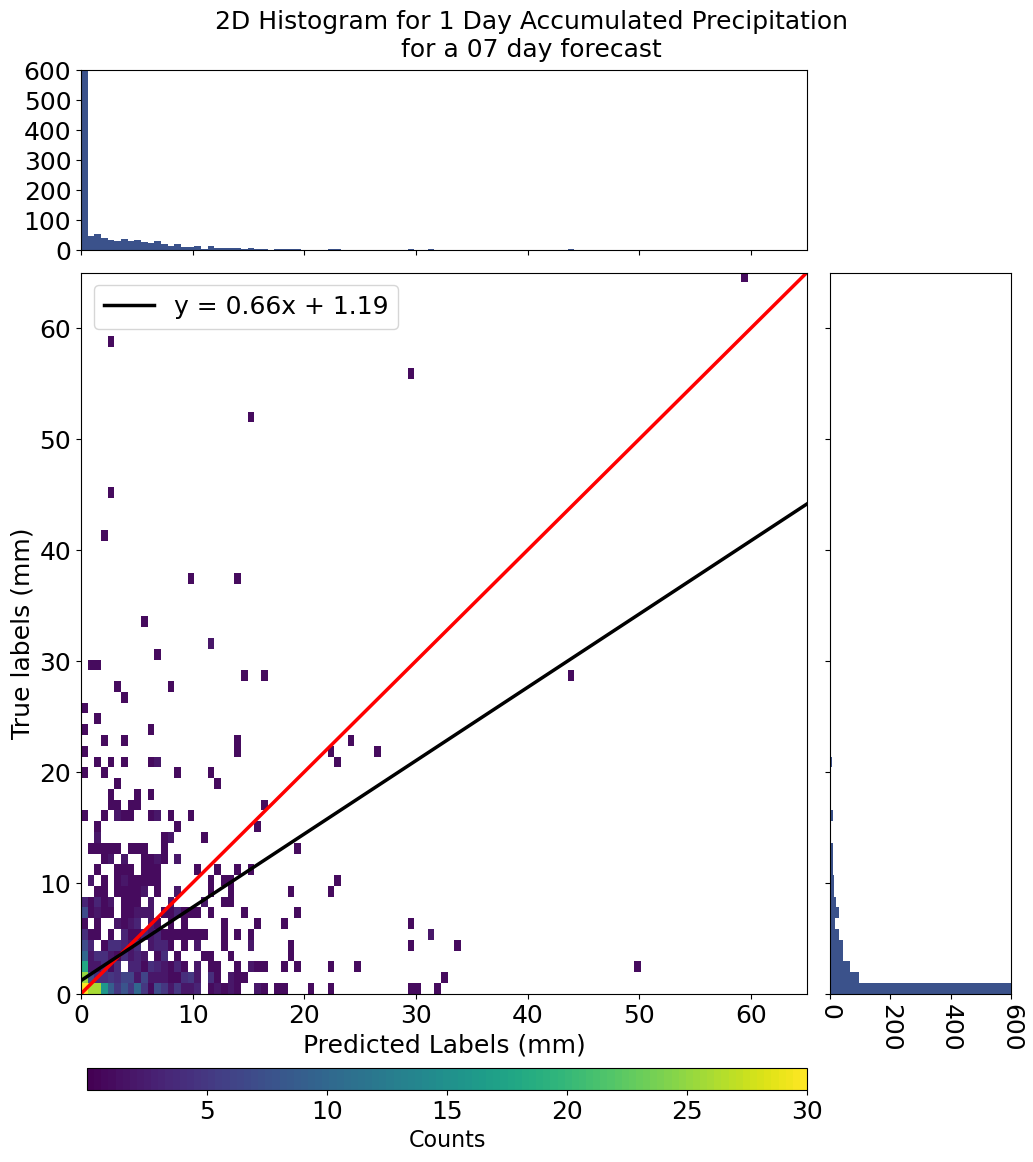 2D Histogram for 1 Day Accumulated Precipitation
for a 07 day forecast
600
500
400
300
200
100
0
y = 0.66x + 1.19
True labels (mm)
60
50
40
30
20
10
0
0 10 20 30 40 50 60
Predicted Labels (mm)
0 200 400 600
5 10 15 20 25 30
Counts